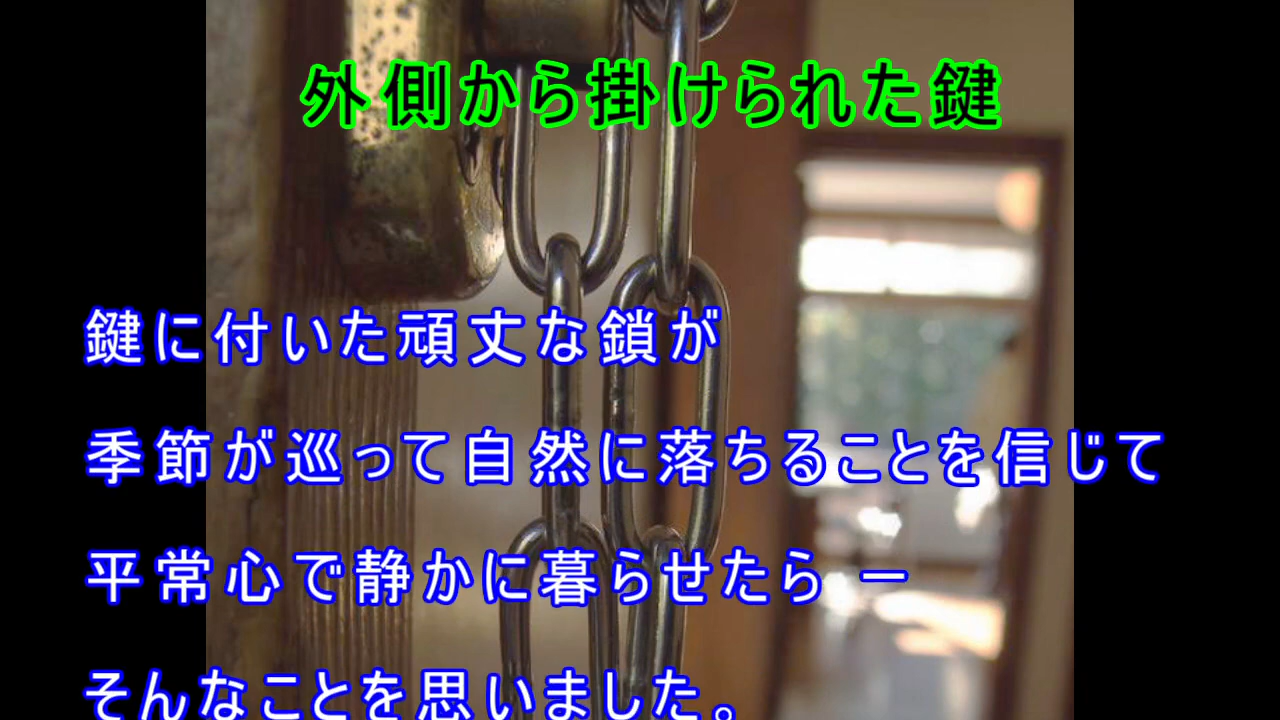 外側から掛けられた鍵
鍵に付いた頑丈な鎖が
季節が巡って自然に落ちることを信じて
平常心で静かに暮らせたら ー
そんなことを思いました。